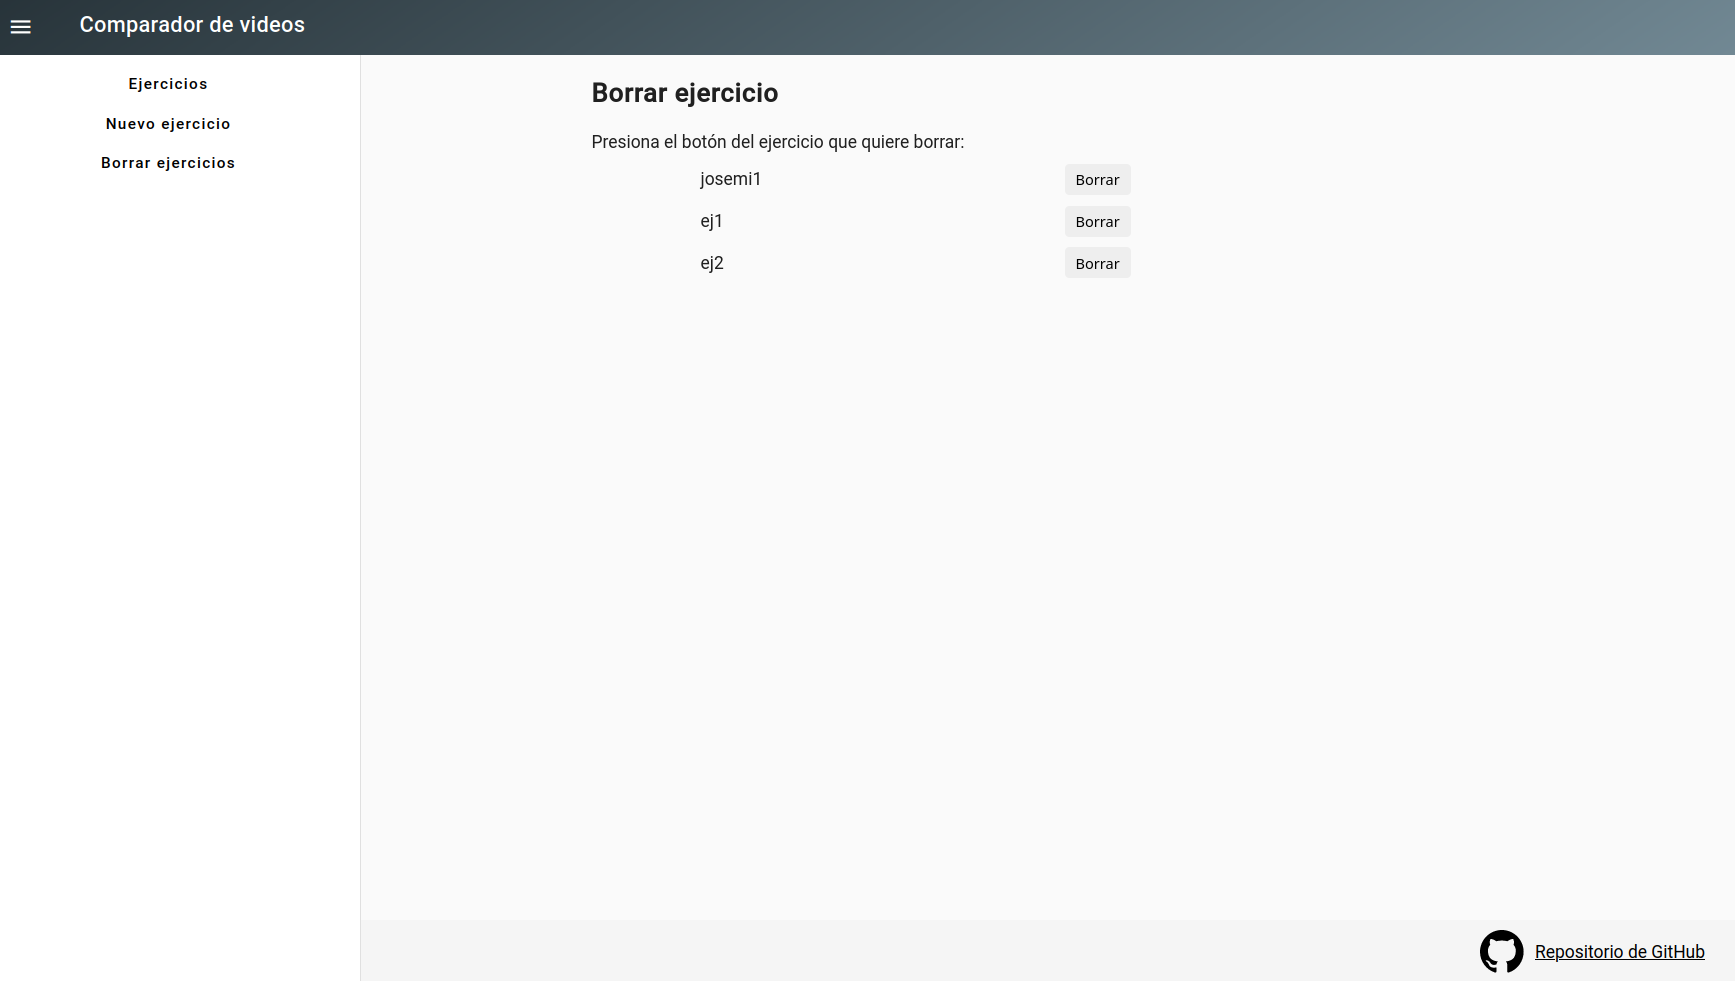 Comparador de videos
Ejercicios
Nuevo ejercicio
Borrar ejercicios
Borrar ejercicio
Presiona el botón del ejercicio que quiere borrar:
josemi1 Borrar
ej1 Borrar
ej2 Borrar
Repositorio de GitHub